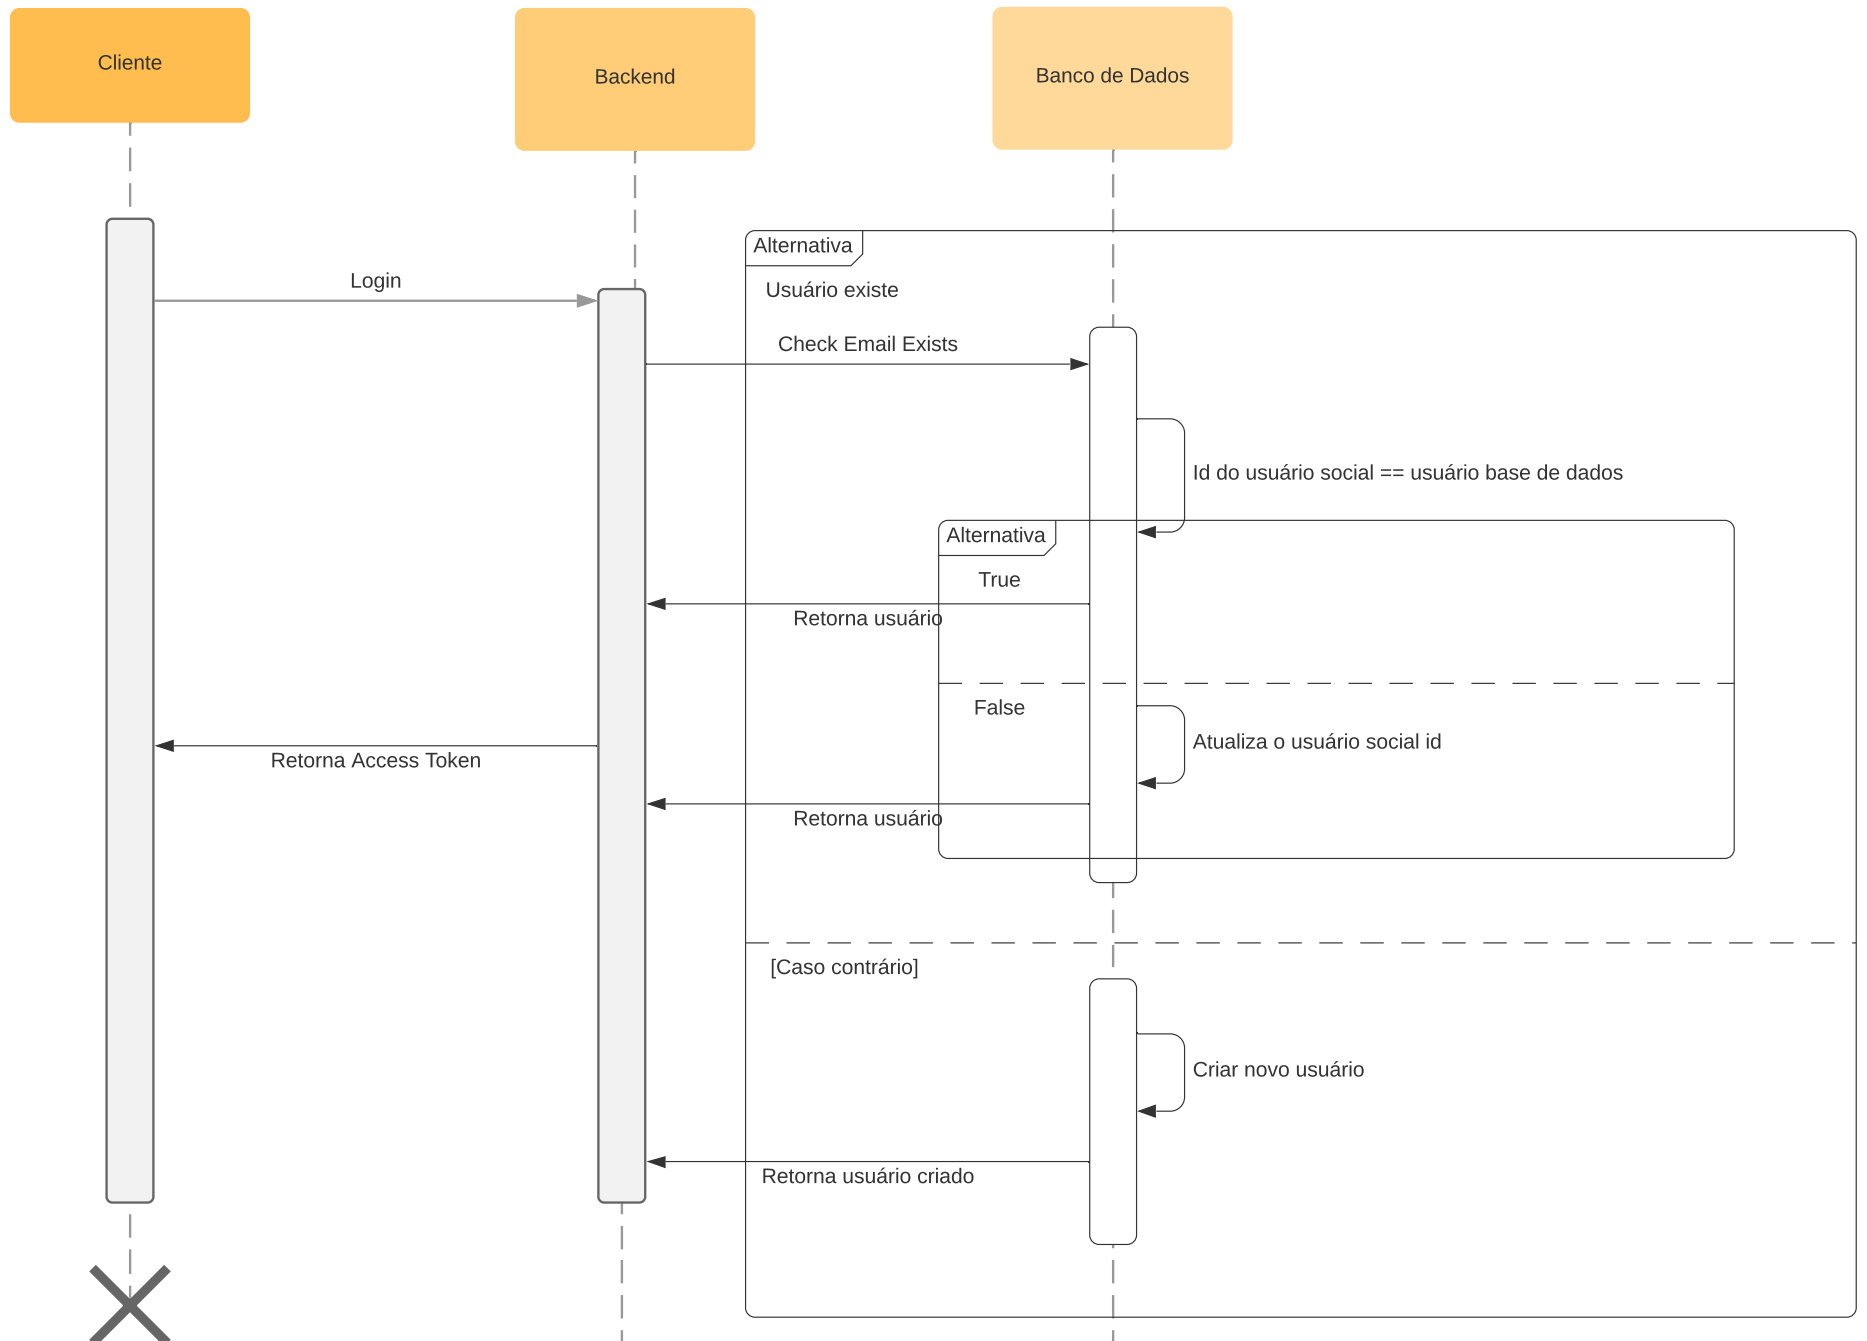 Cliente
Backend
Banco de Dados
Alternativa
Login
Usuário existe
Check Email Exists
Id do usuário social == usuário base de dados
Alternativa
True
Retorna usuário
False
Atualiza o usuário social id
Retorna Access Token
Retorna usuário
[Caso contrário]
Criar novo usuário
Retorna usuário criado